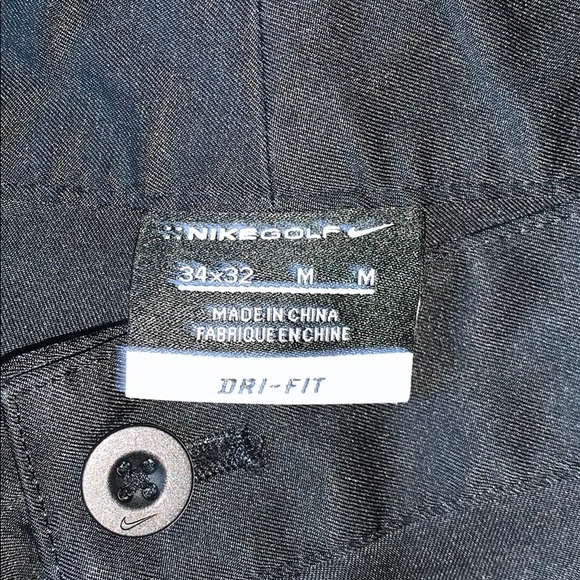 NIKEGOLF
34x32 M M
MADE IN CHINA
FABRIQUE EN CHINE
DRI-FIT